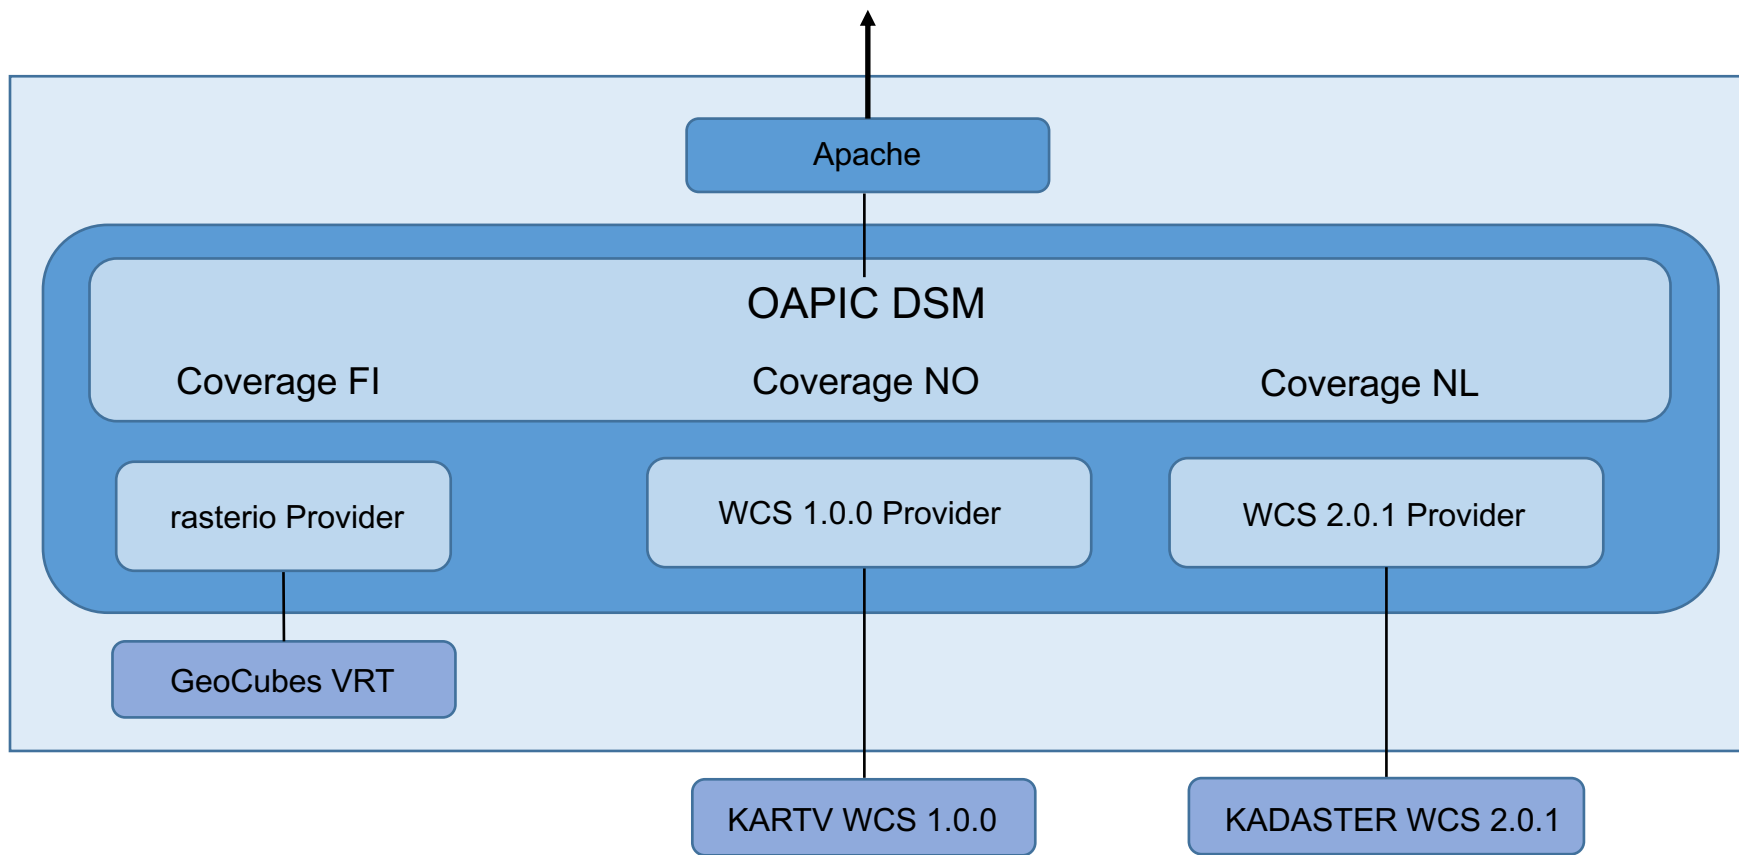 Apache
OAPIC DSM
Coverage FI
Coverage NO
Coverage NL
rasterio Provider
WCS 1.0.0 Provider
WCS 2.0.1 Provider
GeoCubes VRT
KARTV WCS 1.0.0
KADASTER WCS 2.0.1